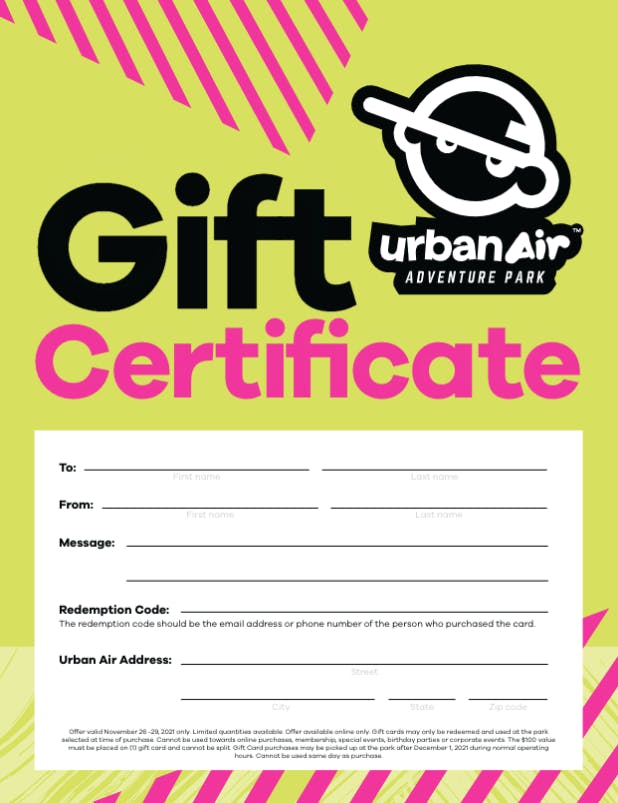 Gift
urbanAir™
ADVENTURE PARK
Certificate
To:
First name Last name
From:
First name Last name
Message:
Redemption Code:
The redemption code should be the email address or phone number of the person who purchased the card.
Urban Air Address:
Street
City State Zip code
Offer valid November 26 -29, 2021 only. Limited quantities available. Offer available online only. Gift cards may only be redeemed and used at the park
selected at time of purchase. Cannot be used towards online purchases, membership, special events, birthday parties or corporate events. The $100 value
must be placed on (1) gift card and cannot be split. Gift Card purchases may be picked up at the park after December 1, 2021 during normal operating
hours. Cannot be used same day as purchase.